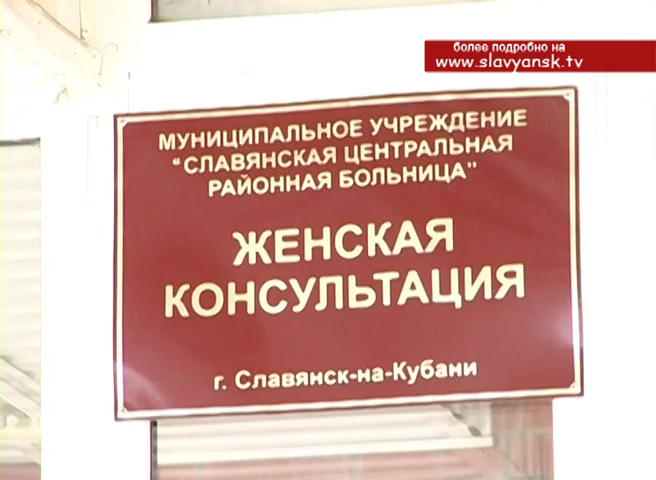 более подробно на
www.slavyansk.tv
МУНИЦИПАЛЬНОЕ УЧРЕЖДЕНИЕ
"СЛАВЯНСКАЯ ЦЕНТРАЛЬНАЯ
РАЙОННАЯ БОЛЬНИЦА"
ЖЕНСКАЯ
КОНСУЛЬТАЦИЯ
г. Славянск-на-Кубани